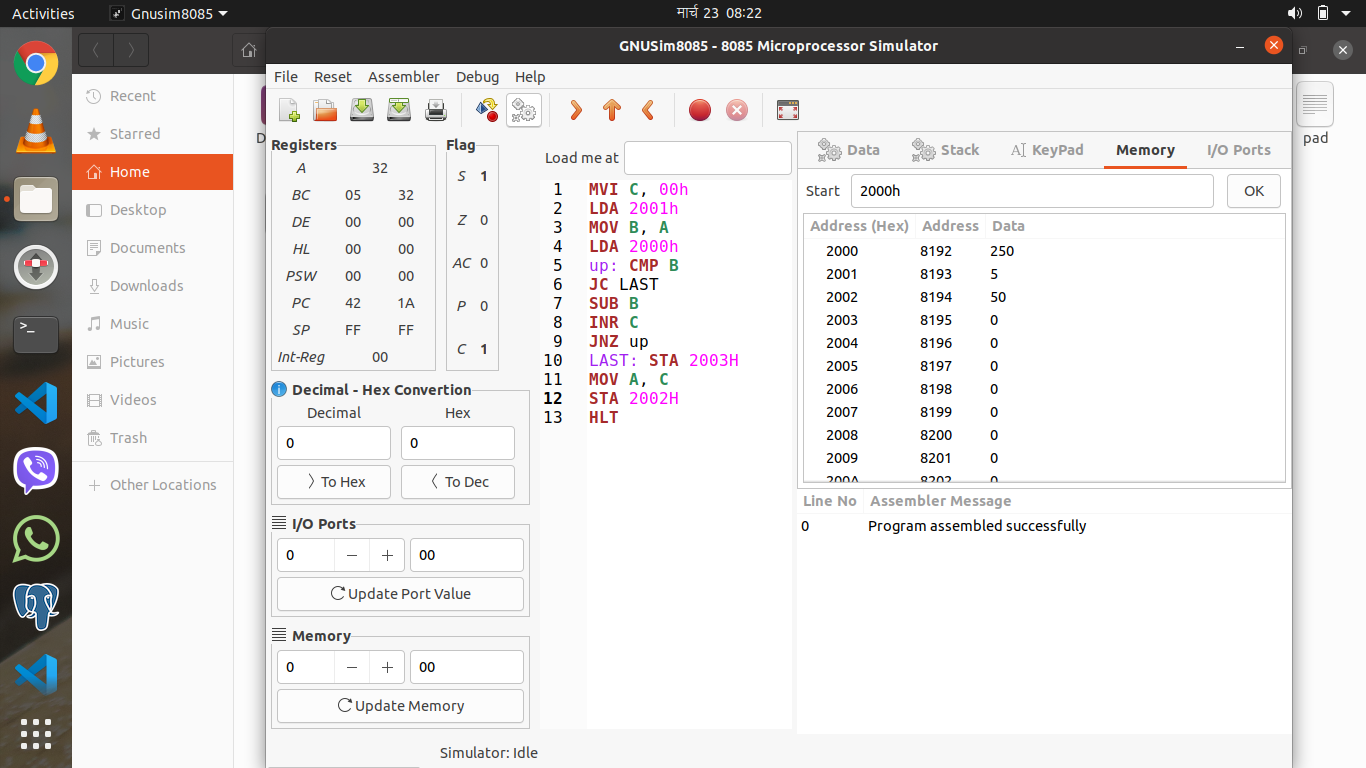 Activities Gnusim8085 मार्च 23 08:22
GNUSim8085 - 8085 Microprocessor Simulator
File Reset Assembler Debug Help
Recent
Starred
Home
Desktop
Documents
Downloads
Music
Pictures
Videos
Trash
Other Locations
D
pad
Registers
A 32
BC 05 32
DE 00 00
HL 00 00
PSW 00 00
PC 42 1A
SP FF FF
Int-Reg 00
Flag
S 1
Z 0
AC 0
P 0
C 1
Decimal - Hex Convertion
Decimal Hex
0 0
To Hex To Dec
I/O Ports
0 − + 00
Update Port Value
Memory
0 − + 00
Update Memory
Load me at
1 MVI C, 00h
2 LDA 2001h
3 MOV B, A
4 LDA 2000h
5 up: CMP B
6 JC LAST
7 SUB B
8 INR C
9 JNZ up
10 LAST: STA 2003H
11 MOV A, C
12 STA 2002H
13 HLT
Data Stack KeyPad Memory I/O Ports
Start 2000h OK
Address (Hex) Address Data
2000 8192 250
2001 8193 5
2002 8194 50
2003 8195 0
2004 8196 0
2005 8197 0
2006 8198 0
2007 8199 0
2008 8200 0
2009 8201 0
200A 8202 0
Line No Assembler Message
0 Program assembled successfully
Simulator: Idle